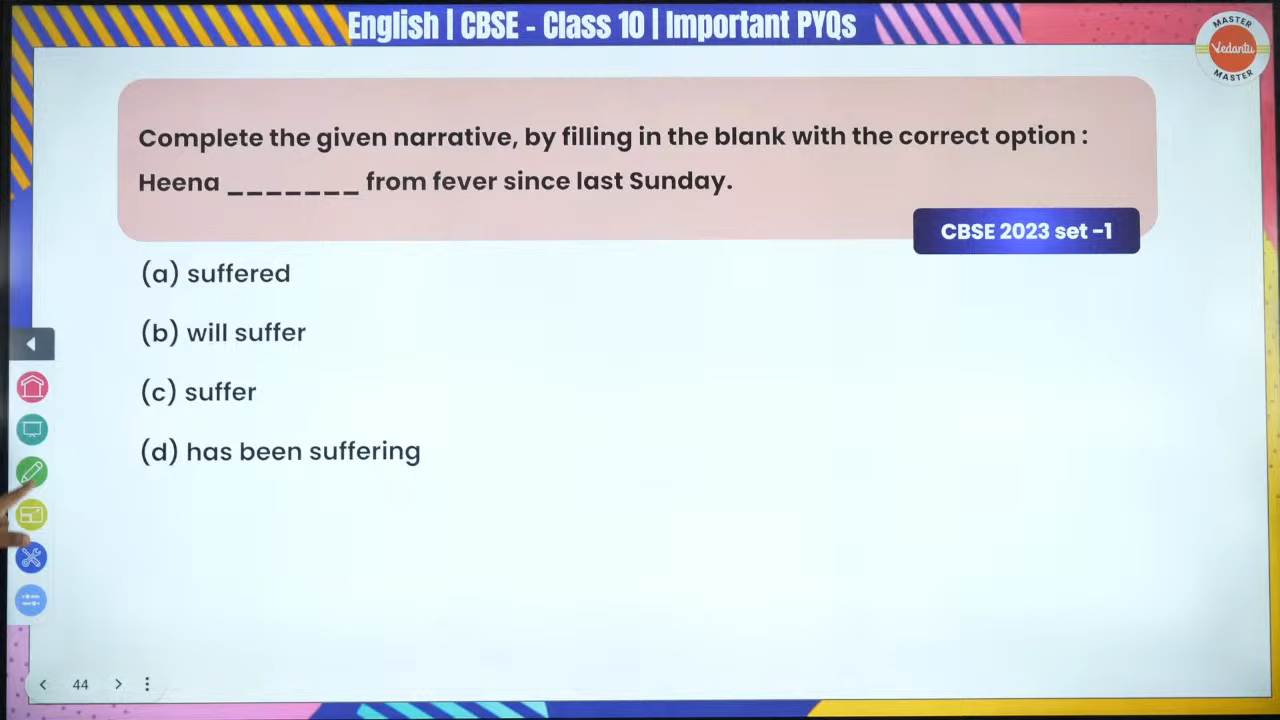 English | CBSE - Class 10 | Important PYQs
MASTER
Vedantu
MASTER
Complete the given narrative, by filling in the blank with the correct option :
Heena _______ from fever since last Sunday.
CBSE 2023 set -1
(a) suffered
(b) will suffer
(c) suffer
(d) has been suffering
44